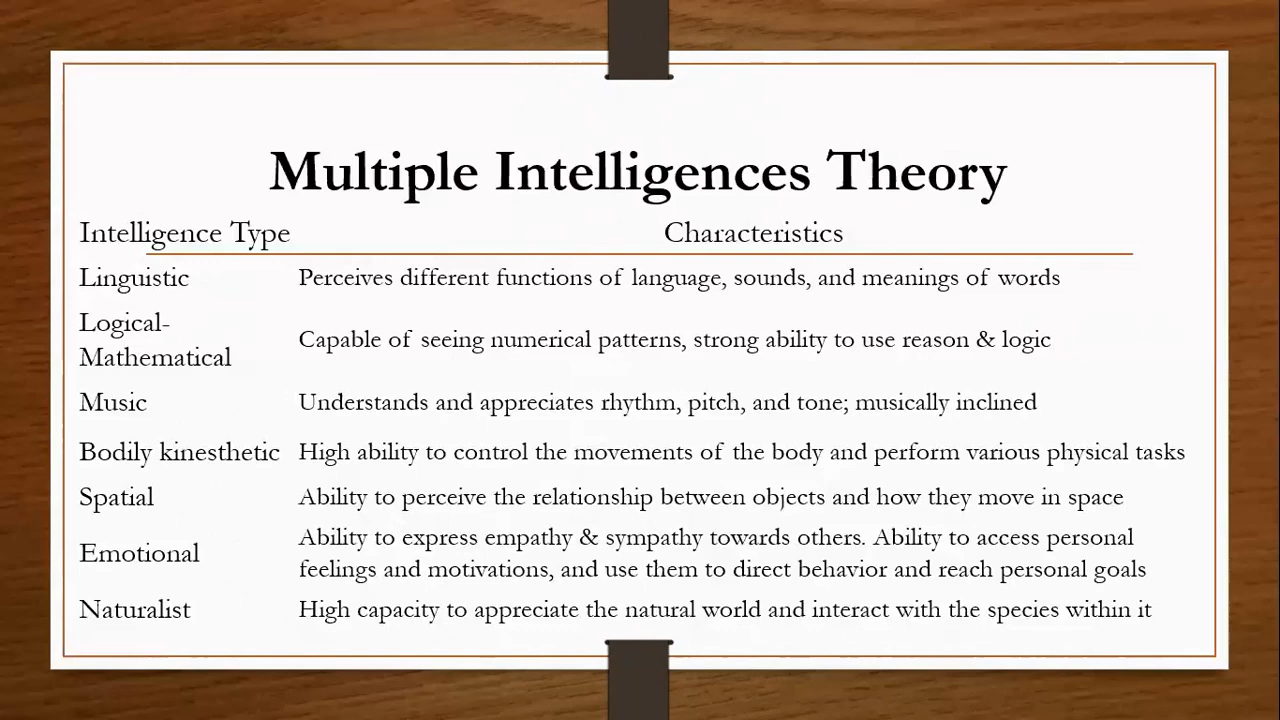 Multiple Intelligences Theory
Intelligence Type Characteristics
Linguistic Perceives different functions of language, sounds, and meanings of words
Logical-
Mathematical
Capable of seeing numerical patterns, strong ability to use reason & logic
Music Understands and appreciates rhythm, pitch, and tone; musically inclined
Bodily kinesthetic High ability to control the movements of the body and perform various physical tasks
Spatial Ability to perceive the relationship between objects and how they move in space
Emotional
Ability to express empathy & sympathy towards others. Ability to access personal
feelings and motivations, and use them to direct behavior and reach personal goals
Naturalist High capacity to appreciate the natural world and interact with the species within it